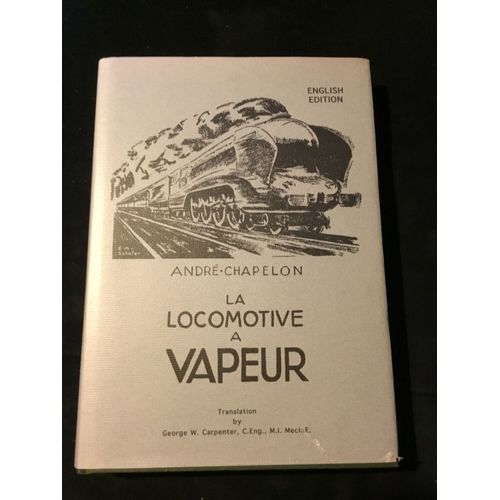 ENGLISH
EDITION
ANDRÉ·CHAPELON
LA
LOCOMOTIVE
A
VAPEUR
Translation
by
George W. Carpenter, C.Eng., M.I. Mech.E.